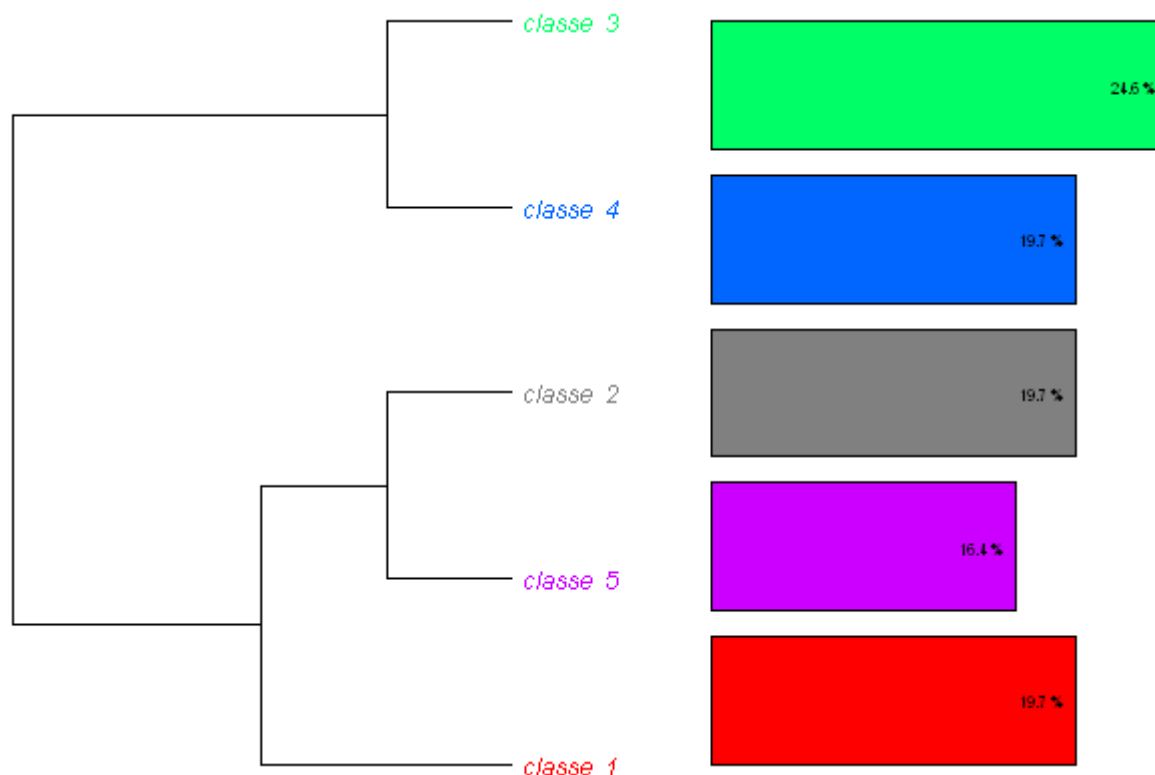 classe 3
24.6 %
classe 4
19.7 %
classe 2
19.7 %
classe 5
16.4 %
classe 1
19.7 %